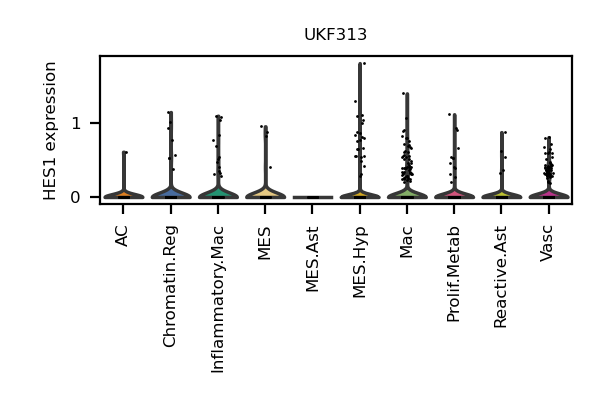 UKF313
HES1 expression
1
0
AC
Chromatin.Reg
Inflammatory.Mac
MES
MES.Ast
MES.Hyp
Mac
Prolif.Metab
Reactive.Ast
Vasc